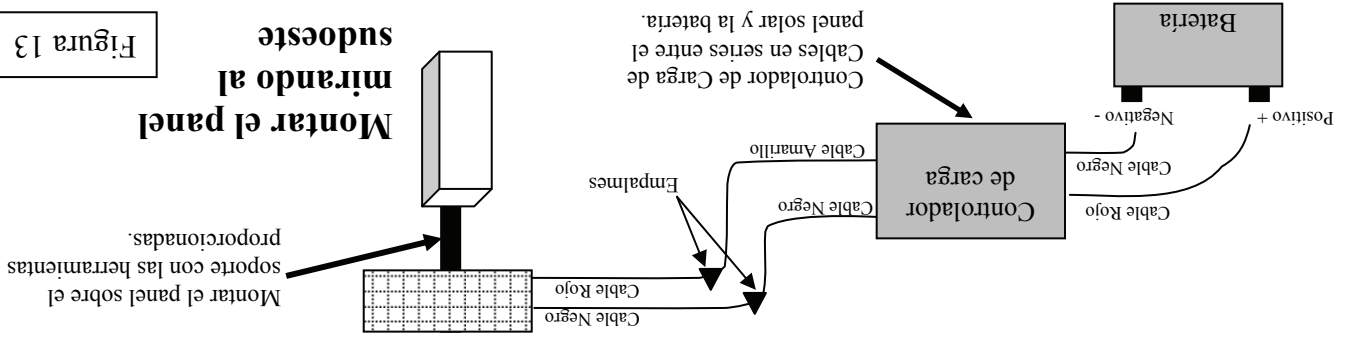 Cable Negro
Cable Rojo
Montar el panel sobre el
soporte con las herramientas
proporcionadas.
Empalmes
Cable Negro
Cable Amarillo
Controlador
de carga
Cable Rojo
Cable Negro
Positivo +
Negativo -
Batería
Controlador de Carga de
Cables en series entre el
panel solar y la batería.
Montar el panel
mirando al
sudoeste
Figura 13